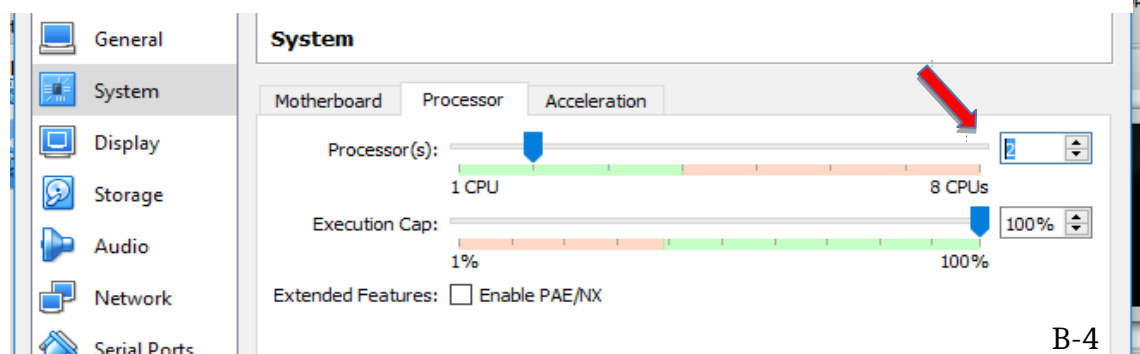 General
System
Display
Storage
Audio
Network
Serial Ports
System
Motherboard Processor Acceleration
Processor(s): 2
1 CPU 8 CPUs
Execution Cap: 100%
1% 100%
Extended Features: Enable PAE/NX
B-4